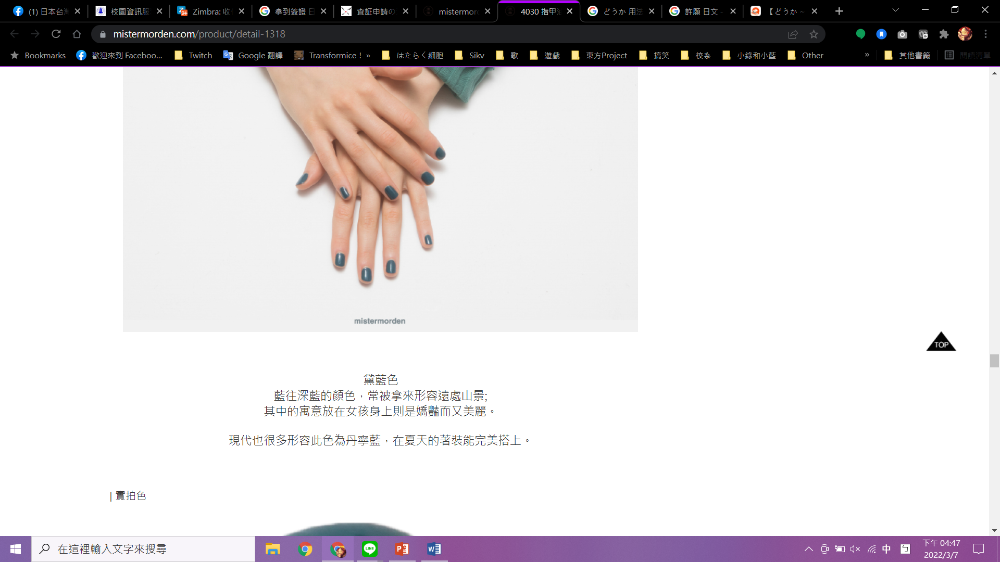 (1) 日本台灣
校園資訊服
Zimbra: 收
拿到簽證 日
査証申請の
mistermor
4030 指甲
どうか 用法
許願 日文 -
【どうか ~
mistermorden.com/product/detail-1318
Bookmarks
歡迎來到 Faceboo...
Twitch
Google 翻譯
Transformice! »
はたらく細胞
Sikv
歌
遊戲
東方Project
搞笑
校系
小綠和小藍
Other
»
其他書籤
閱讀清單
mistermorden
TOP
黛藍色
藍往深藍的顏色，常被拿來形容遠處山景;
其中的寓意放在女孩身上則是嬌豔而又美麗。
現代也很多形容此色為丹寧藍，在夏天的著裝能完美搭上。
| 實拍色
在這裡輸入文字來搜尋
LINE
中
ㄅ
下午 04:47
2022/3/7